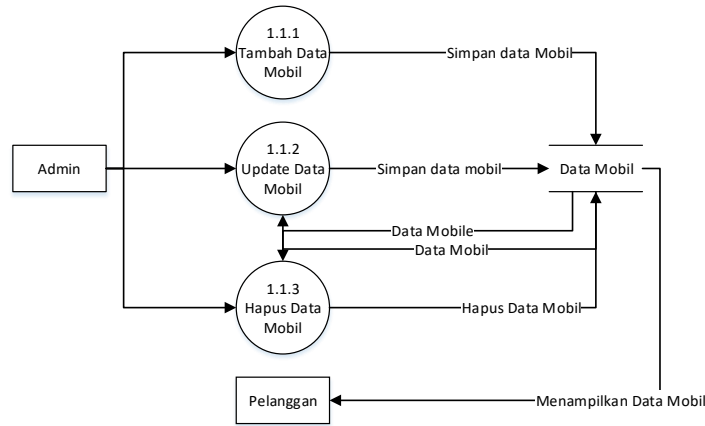 1.1.1
Tambah Data
Mobil
Simpan data Mobil
Admin
1.1.2
Update Data
Mobil
Simpan data mobil
Data Mobil
Data Mobile
Data Mobil
1.1.3
Hapus Data
Mobil
Hapus Data Mobil
Pelanggan
Menampilkan Data Mobil